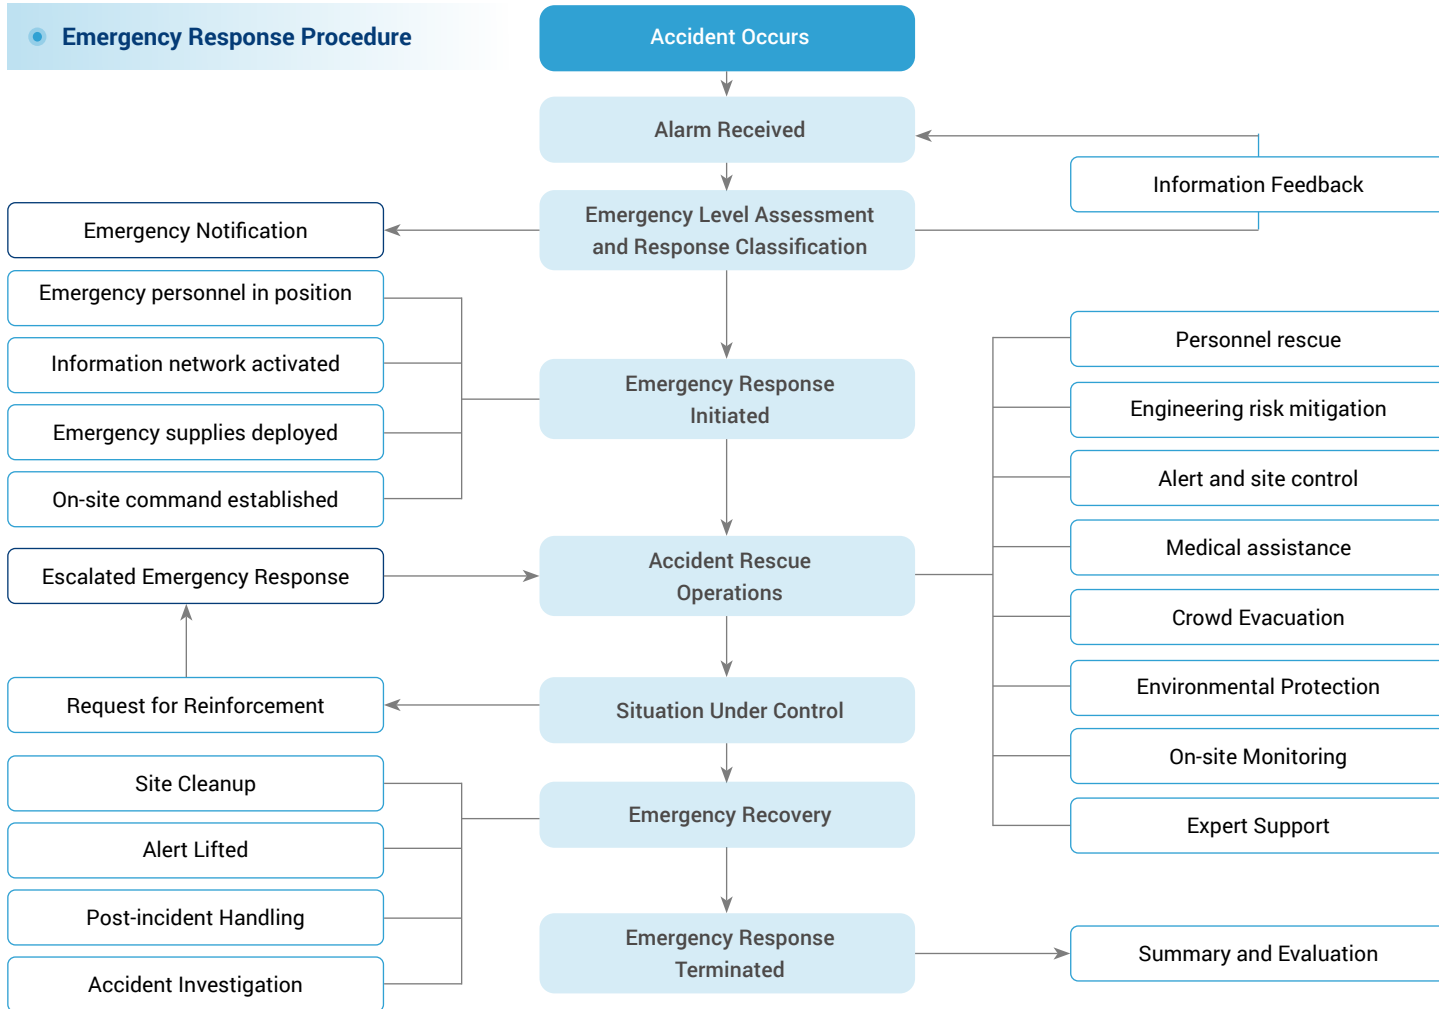 Emergency Response Procedure
Accident Occurs
Alarm Received
Information Feedback
Emergency Level Assessment
and Response Classification
Emergency Notification
Emergency personnel in position
Information network activated
Emergency supplies deployed
On-site command established
Emergency Response
Initiated
Personnel rescue
Engineering risk mitigation
Alert and site control
Medical assistance
Crowd Evacuation
Environmental Protection
On-site Monitoring
Expert Support
Escalated Emergency Response
Accident Rescue
Operations
Request for Reinforcement
Situation Under Control
Site Cleanup
Alert Lifted
Post-incident Handling
Accident Investigation
Emergency Recovery
Emergency Response
Terminated
Summary and Evaluation